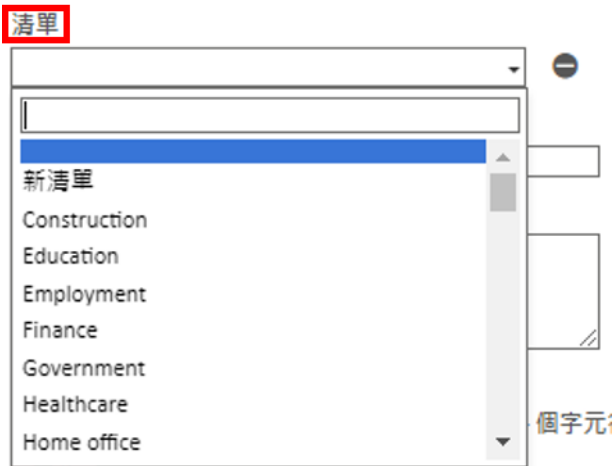 清單
新清單
Construction
Education
Employment
Finance
Government
Healthcare
Home office
個字元